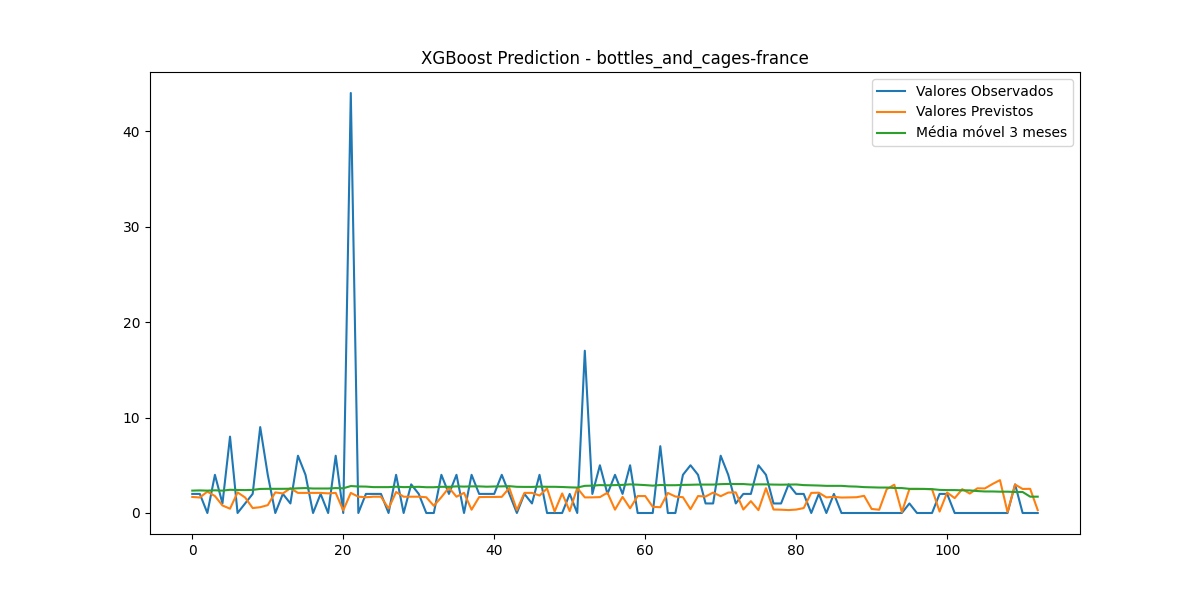 XGBoost Prediction - bottles_and_cages-france
Valores Observados
Valores Previstos
Média móvel 3 meses
40
30
20
10
0
0 20 40 60 80 100